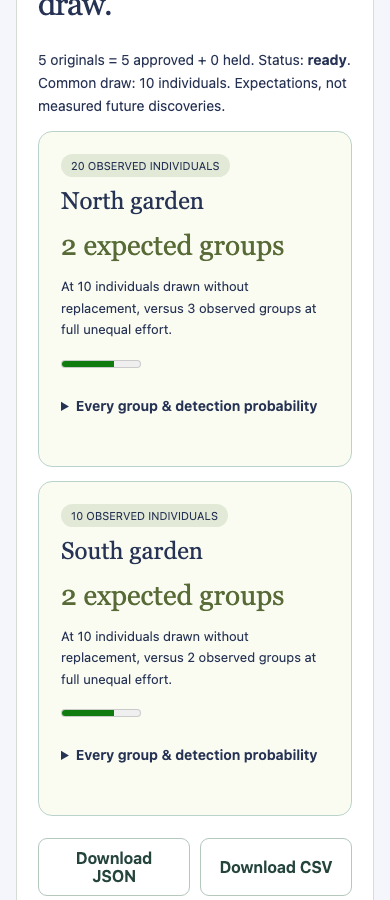 draw.
5 originals = 5 approved + 0 held. Status: ready.
Common draw: 10 individuals. Expectations, not
measured future discoveries.
20 OBSERVED INDIVIDUALS
North garden
2 expected groups
At 10 individuals drawn without
replacement, versus 3 observed groups at
full unequal effort.
Every group & detection probability
10 OBSERVED INDIVIDUALS
South garden
2 expected groups
At 10 individuals drawn without
replacement, versus 2 observed groups at
full unequal effort.
Every group & detection probability
Download
JSON
Download CSV